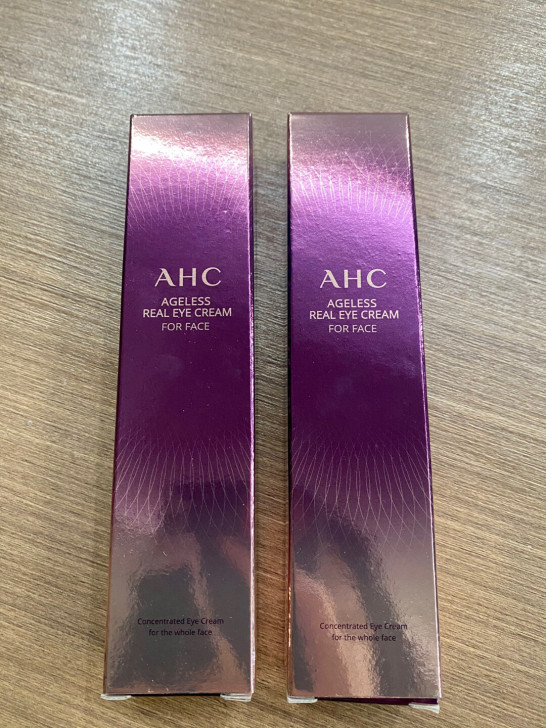 AHC
AGELESS
REAL EYE CREAM
FOR FACE
Concentrated Eye Cream
for the whole face
AHC
AGELESS
REAL EYE CREAM
FOR FACE
Concentrated Eye Cream
for the whole face